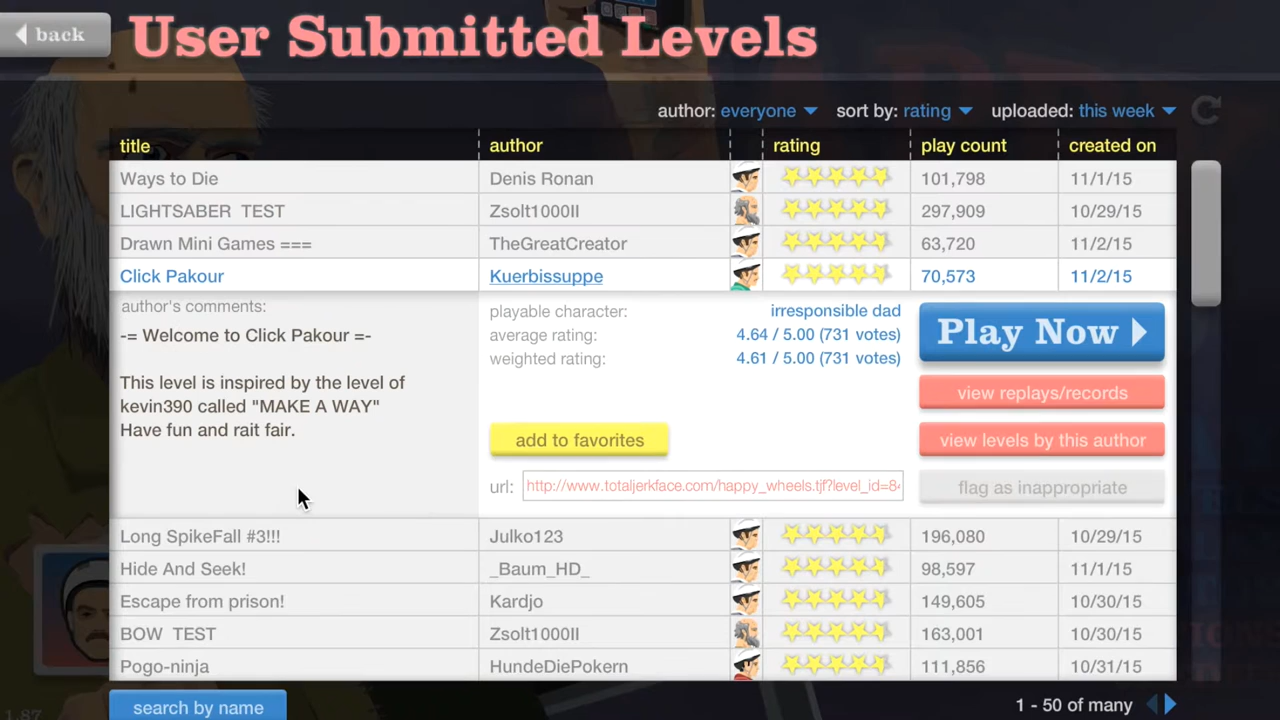 back
User Submitted Levels
author: everyone sort by: rating uploaded: this week
title author rating play count created on
Ways to Die Denis Ronan 101,798 11/1/15
LIGHTSABER TEST Zsolt1000II 297,909 10/29/15
Drawn Mini Games === TheGreatCreator 63,720 11/2/15
Click Pakour Kuerbissuppe 70,573 11/2/15
author's comments:
-= Welcome to Click Pakour =-
This level is inspired by the level of
kevin390 called "MAKE A WAY"
Have fun and rait fair.
playable character: irresponsible dad
average rating: 4.64 / 5.00 (731 votes)
weighted rating: 4.61 / 5.00 (731 votes)
add to favorites
url: http://www.totaljerkface.com/happy_wheels.tjf?level_id=8
Play Now
view replays/records
view levels by this author
flag as inappropriate
Long SpikeFall #3!!! Julko123 196,080 10/29/15
Hide And Seek! _Baum_HD_ 98,597 11/1/15
Escape from prison! Kardjo 149,605 10/30/15
BOW TEST Zsolt1000II 163,001 10/30/15
Pogo-ninja HundeDiePokern 111,856 10/31/15
search by name
1 - 50 of many
1.87